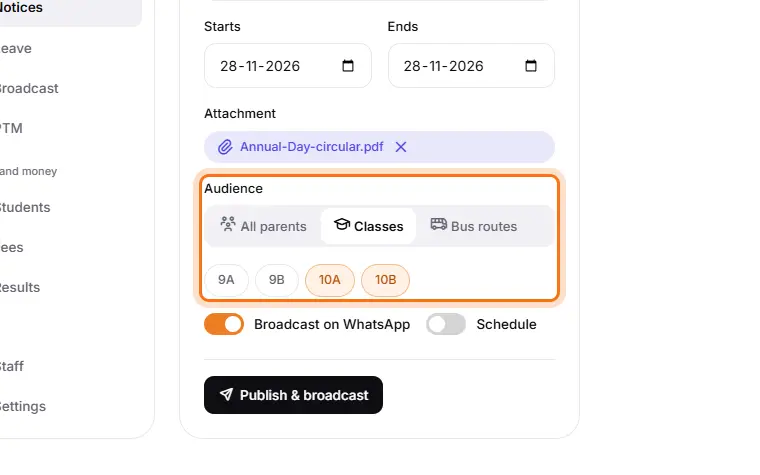 Notices
Leave
Broadcast
PTM
and money
Students
Fees
Results
Staff
Settings
Starts
Ends
28-11-2026
28-11-2026
Attachment
Annual-Day-circular.pdf
Audience
All parents
Classes
Bus routes
9A
9B
10A
10B
Broadcast on WhatsApp
Schedule
Publish & broadcast